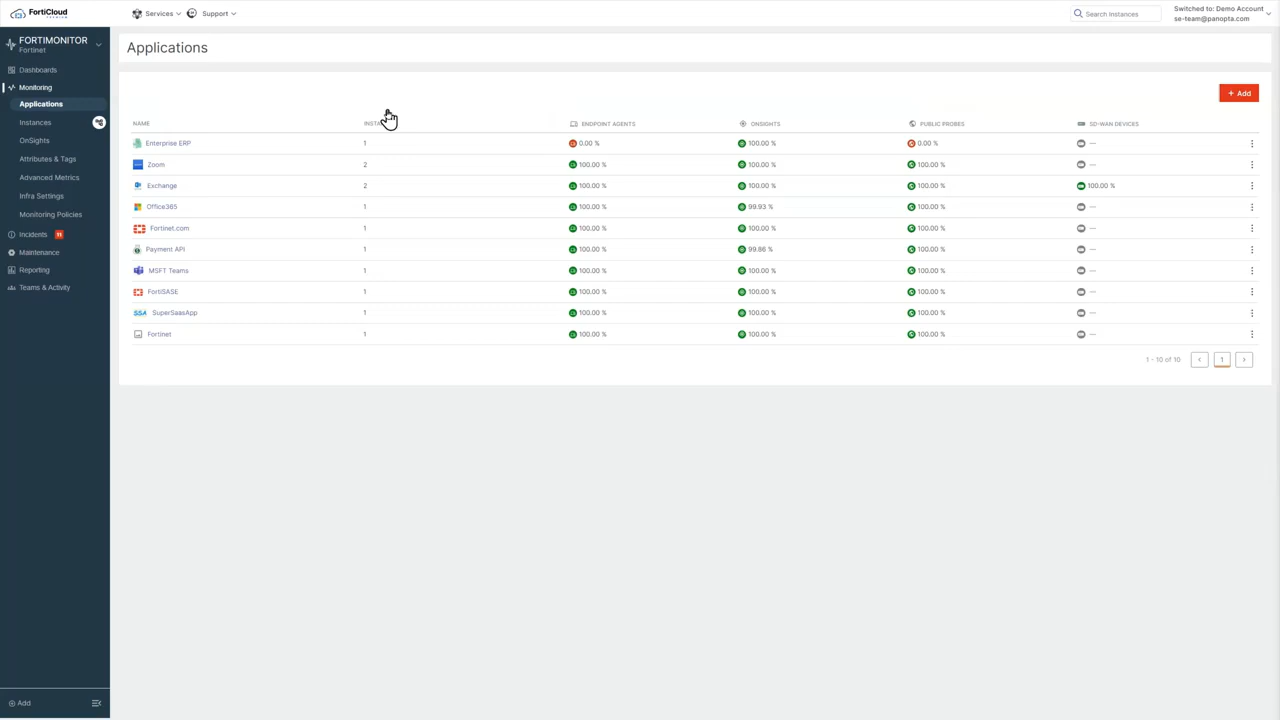 FortiCloud
PREMIUM
Services
Support
Search Instances
Switched to: Demo Account
se-team@panopta.com
FORTIMONITOR
Fortinet
Dashboards
Monitoring
Applications
Instances
OnSights
Attributes & Tags
Advanced Metrics
Infra Settings
Monitoring Policies
Incidents 11
Maintenance
Reporting
Teams & Activity
Applications
+ Add
NAME ENDPOINT AGENTS ONSIGHTS PUBLIC PROBES SD-WAN DEVICES
Enterprise ERP 1 0.00 % 100.00 % 0.00 % —
Zoom 2 100.00 % 100.00 % 100.00 % —
Exchange 2 100.00 % 100.00 % 100.00 % 100.00 %
Office365 1 100.00 % 99.93 % 100.00 % —
Fortinet.com 1 100.00 % 100.00 % 100.00 % —
Payment API 1 100.00 % 99.86 % 100.00 % —
MSFT Teams 1 100.00 % 100.00 % 100.00 % —
FortiSASE 1 100.00 % 100.00 % 100.00 % —
SSA SuperSaasApp 1 100.00 % 100.00 % 100.00 % —
Fortinet 1 100.00 % 100.00 % 100.00 % —
1 - 10 of 10 < 1 >
Add